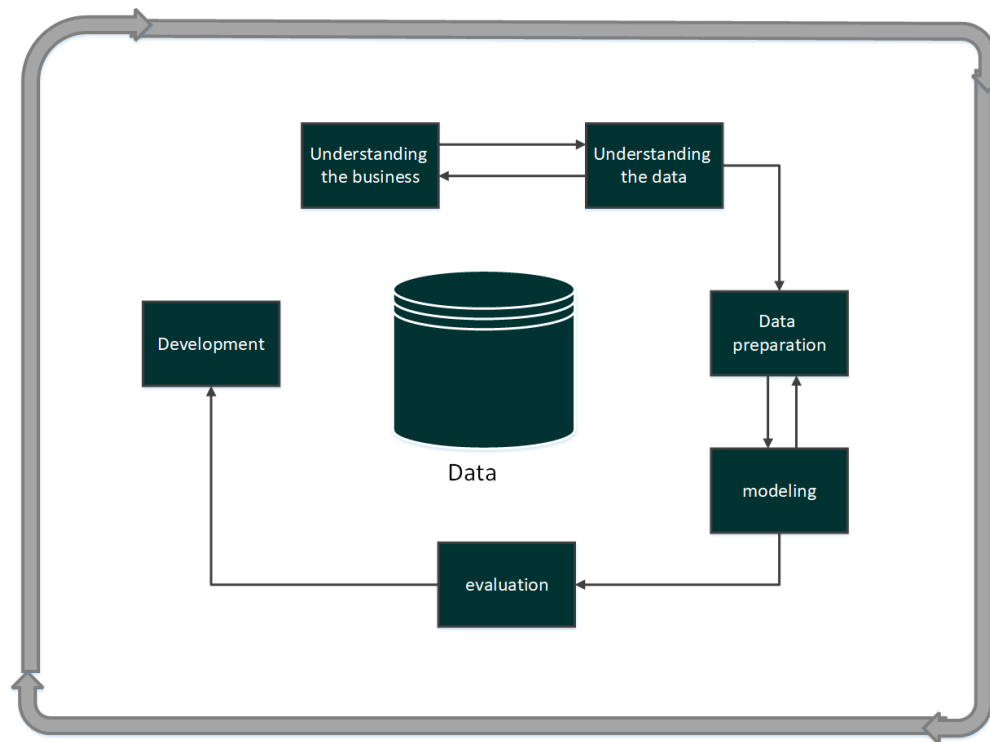 Understanding
the business
Understanding
the data
Development
Data
preparation
Data
modeling
evaluation